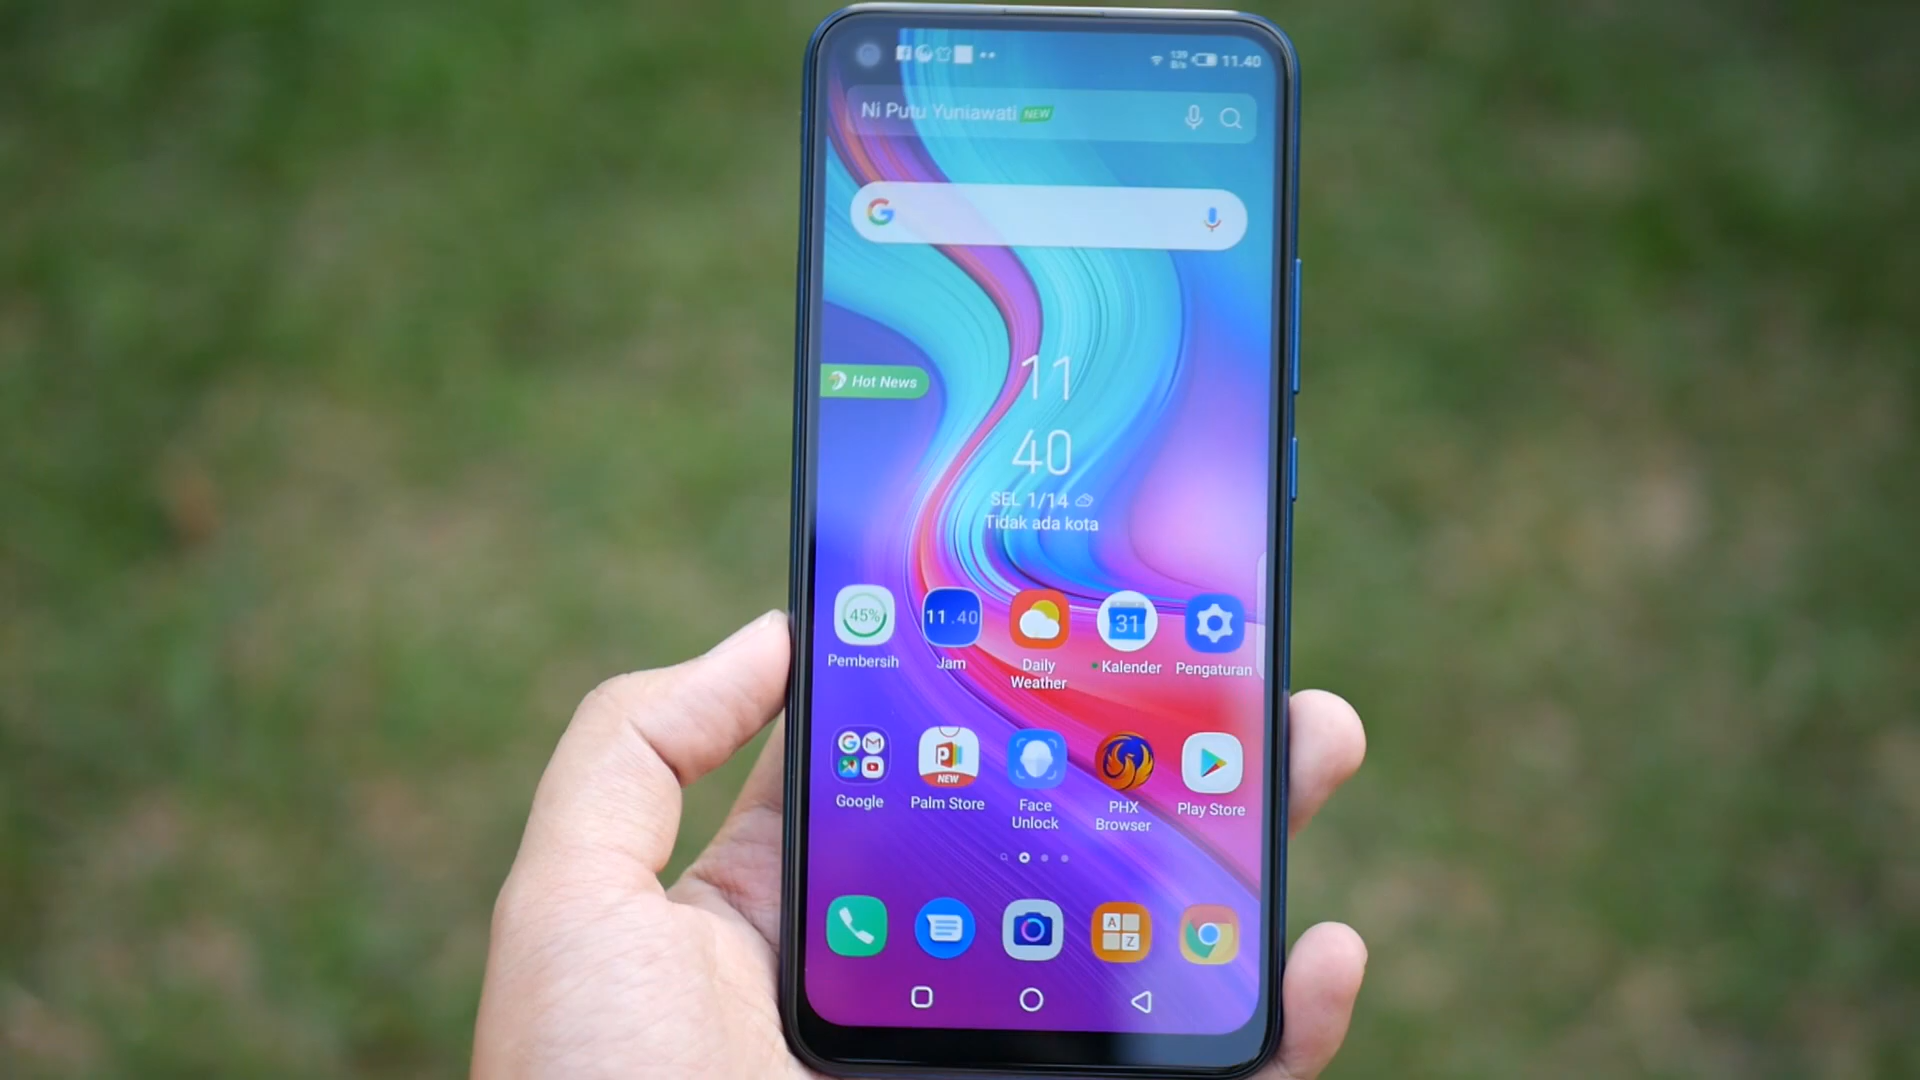 139 B/s 11.40
Ni Putu Yuniawati NEW
Hot News
11
40
SEL 1/14
Tidak ada kota
45% 11.40 31
Pembersih Jam Daily Weather Kalender Pengaturan
P NEW
Google Palm Store Face Unlock PHX Browser Play Store
A Z